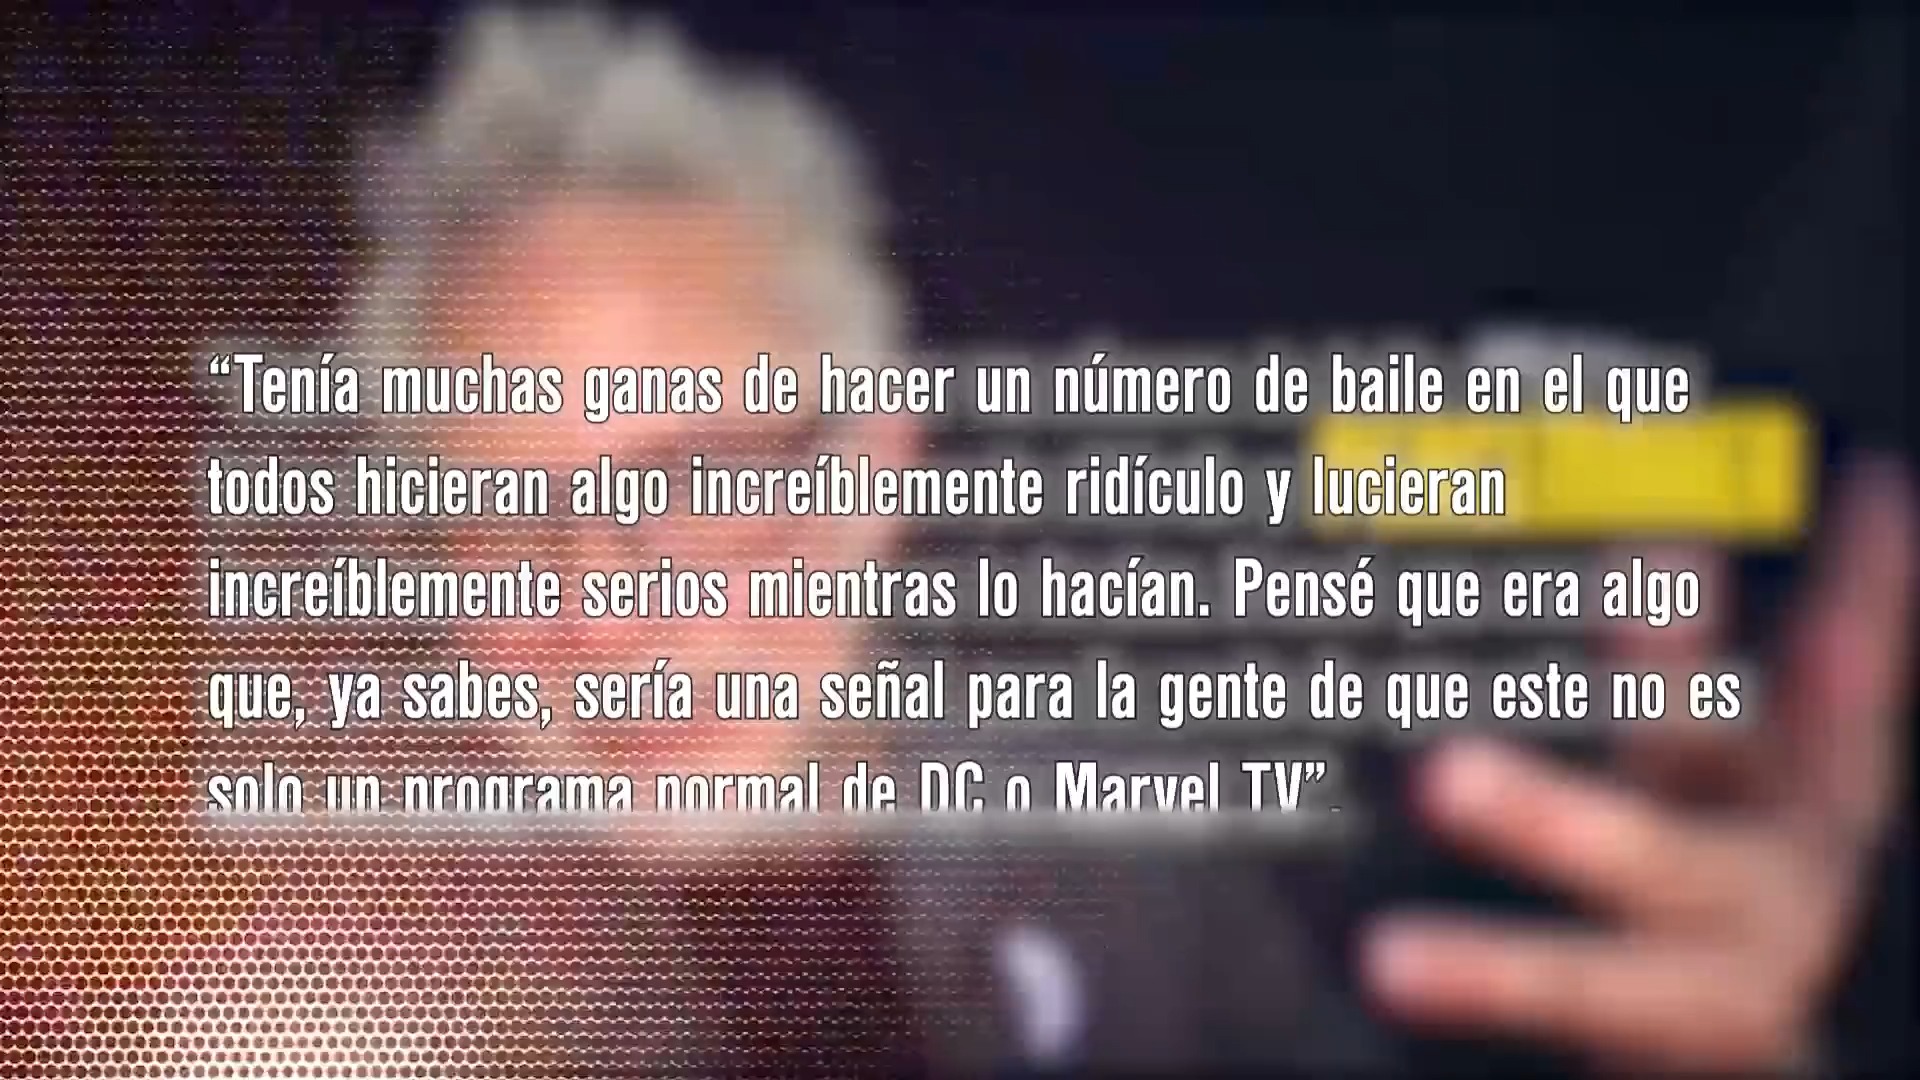 “Tenía muchas ganas de hacer un número de baile en el que
todos hicieran algo increíblemente ridículo y lucieran
increíblemente serios mientras lo hacían. Pensé que era algo
que, ya sabes, sería una señal para la gente de que este no es
solo un programa normal de DC o Marvel TV”.